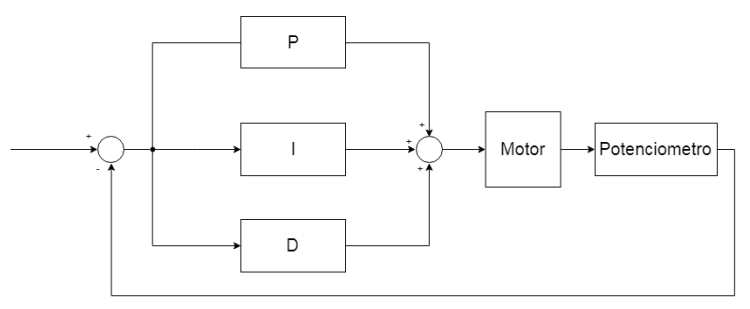 P
+
+
+
I
+
Motor
Potenciometro
-
+
D